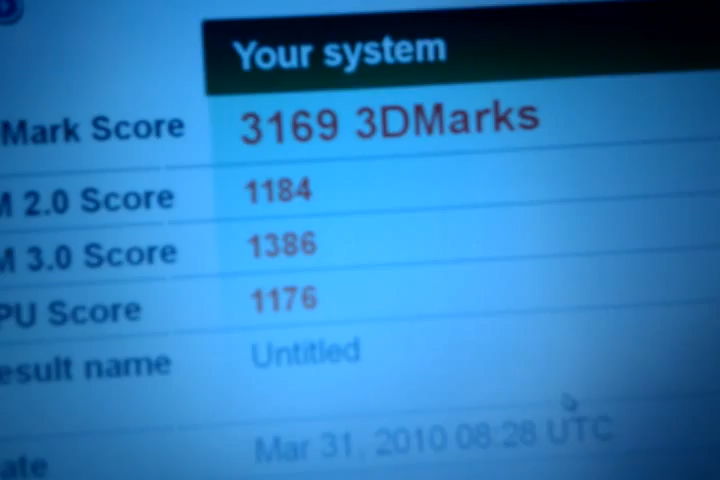 Your system
Mark Score 3169 3DMarks
M 2.0 Score 1184
M 3.0 Score 1386
PU Score 1176
esult name Untitled
ate Mar 31, 2010 08:28 UTC